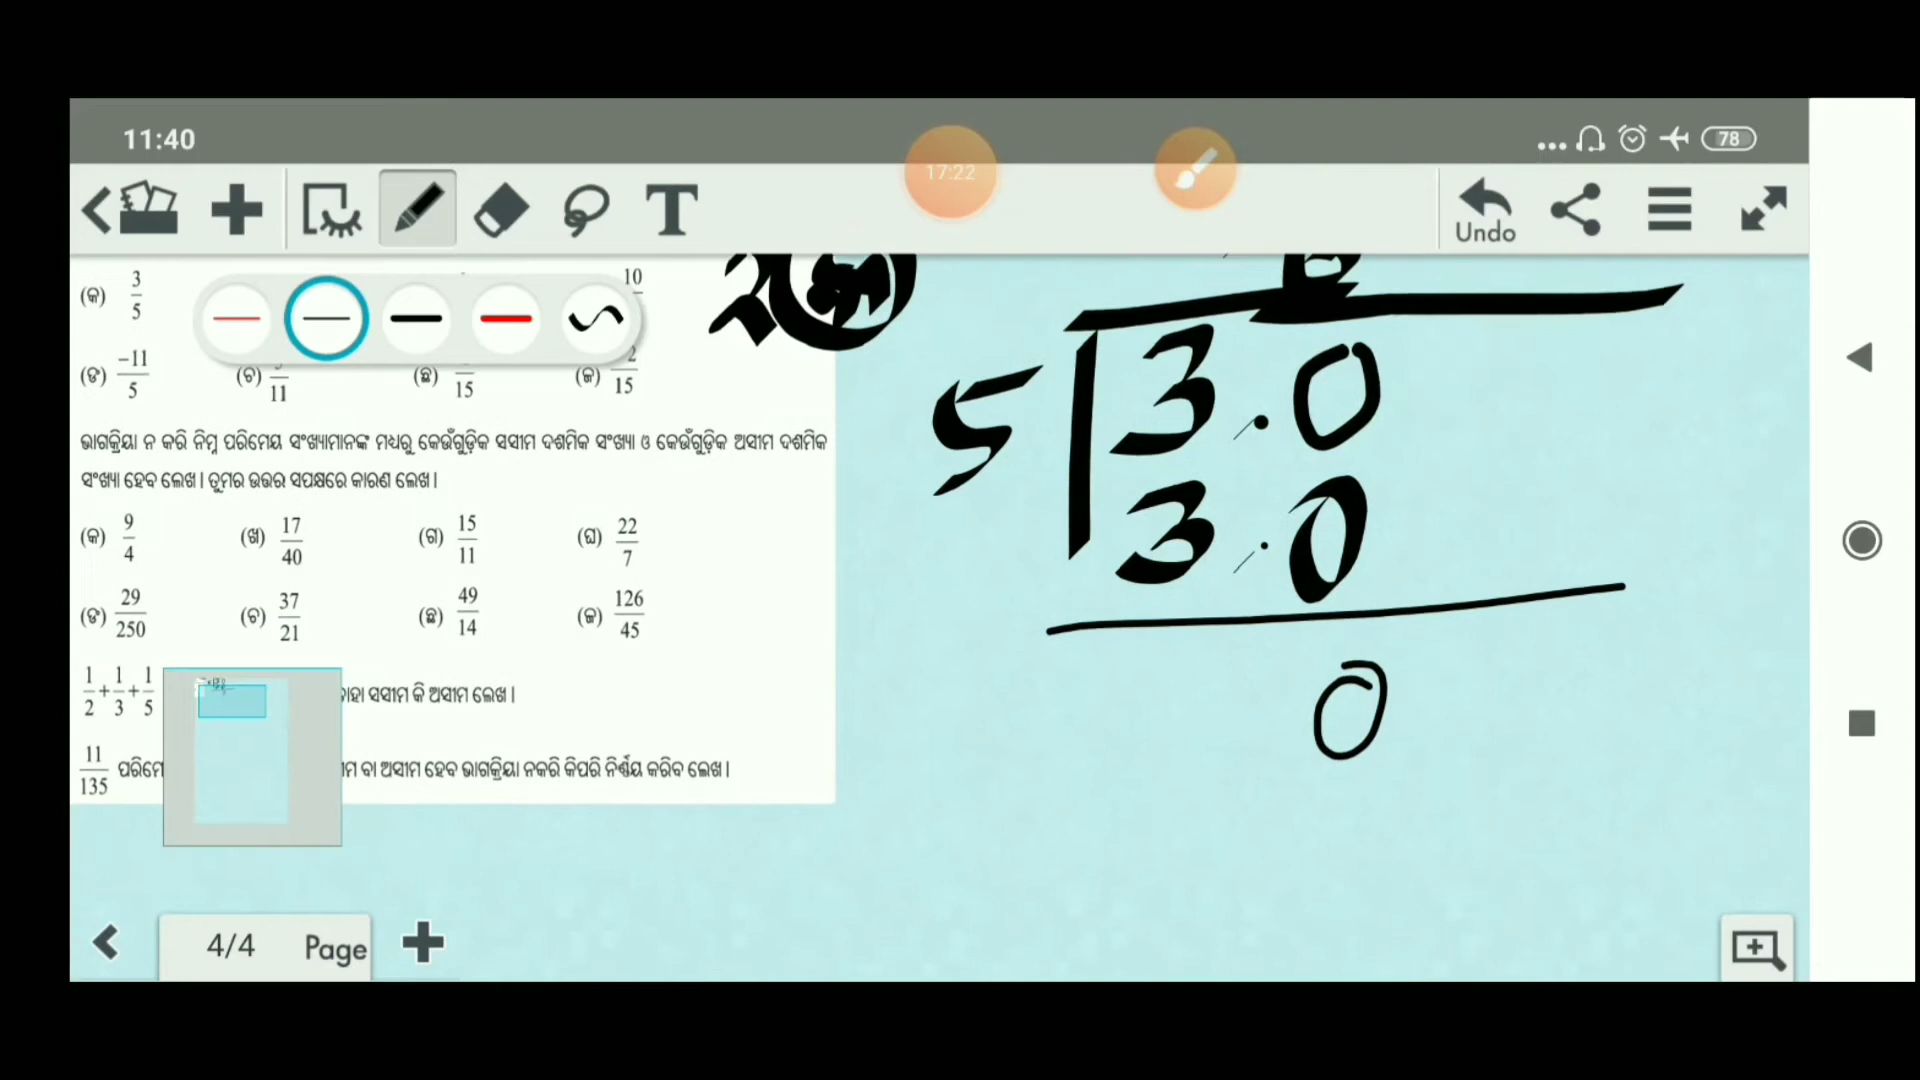 11:40
17:22
78
Undo
(କ) 3/5
10
(ଙ) -11/5 (ଚ) /11 (ଛ) /15 (ଜ) 2/15
ଭାଗକ୍ରିୟା ନ କରି ନିମ୍ନ ପରିମେୟ ସଂଖ୍ୟାମାନଙ୍କ ମଧ୍ୟରୁ କେଉଁଗୁଡ଼ିକ ସସୀମ ଦଶମିକ ସଂଖ୍ୟା ଓ କେଉଁଗୁଡ଼ିକ ଅସୀମ ଦଶମିକ
ସଂଖ୍ୟା ହେବ ଲେଖ। ତୁମର ଉତ୍ତର ସପକ୍ଷରେ କାରଣ ଲେଖ।
(କ) 9/4 (ଖ) 17/40 (ଗ) 15/11 (ଘ) 22/7
(ଙ) 29/250 (ଚ) 37/21 (ଛ) 49/14 (ଜ) 126/45
1/2+1/3+1/5 ସସୀମ କି ଅସୀମ ଲେଖ।
11/135 ବା ଅସୀମ ହେବ ଭାଗକ୍ରିୟା ନକରି କିପରି ନିର୍ଣ୍ଣୟ କରିବ ଲେଖ।
5 3.0
3.0
0
4/4 Page